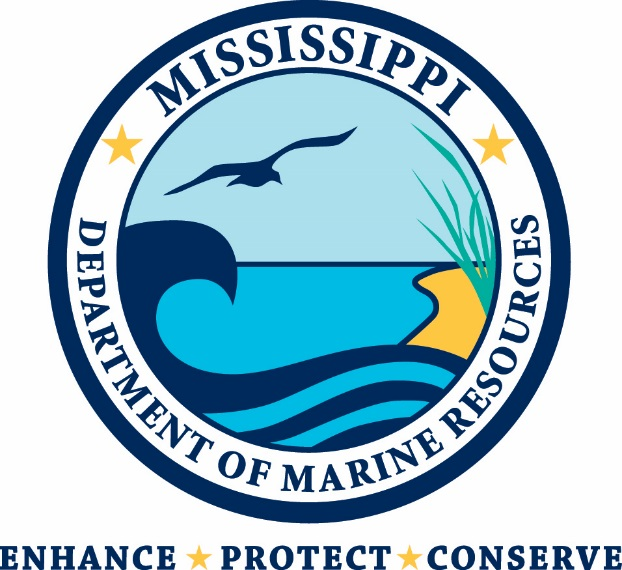 MISSISSIPPI
DEPARTMENT OF MARINE RESOURCES
ENHANCE PROTECT CONSERVE